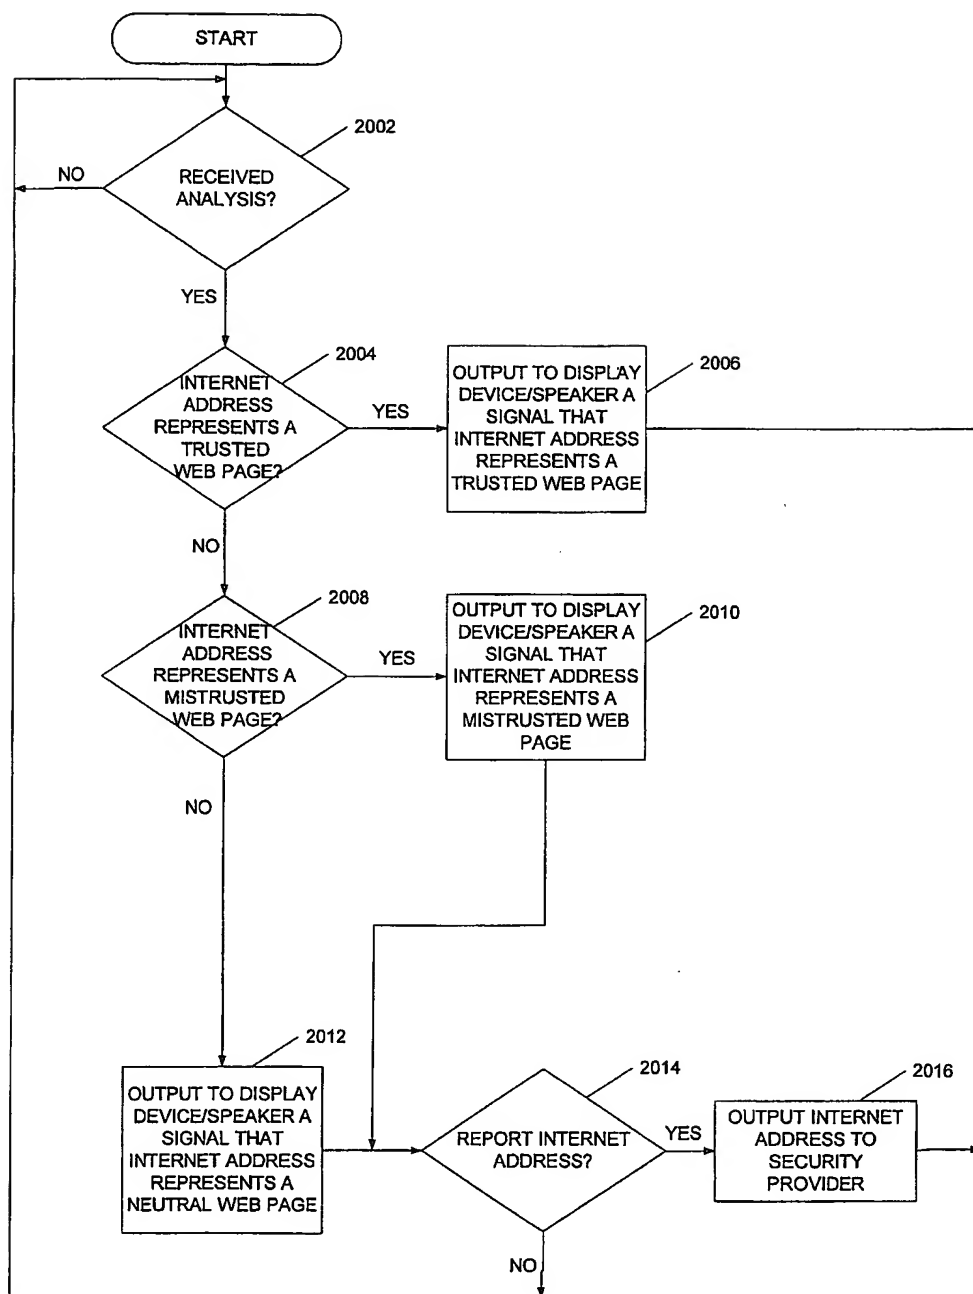 START
2002
NO
RECEIVED
ANALYSIS?
YES
2004
INTERNET
ADDRESS
REPRESENTS A
TRUSTED
WEB PAGE?
YES
2006
OUTPUT TO DISPLAY
DEVICE/SPEAKER A
SIGNAL THAT
INTERNET ADDRESS
REPRESENTS A
TRUSTED WEB PAGE
NO
2008
INTERNET
ADDRESS
REPRESENTS A
MISTRUSTED
WEB PAGE?
YES
2010
OUTPUT TO DISPLAY
DEVICE/SPEAKER A
SIGNAL THAT
INTERNET ADDRESS
REPRESENTS A
MISTRUSTED WEB
PAGE
NO
2012
OUTPUT TO DISPLAY
DEVICE/SPEAKER A
SIGNAL THAT
INTERNET ADDRESS
REPRESENTS A
NEUTRAL WEB PAGE
2014
REPORT INTERNET
ADDRESS?
YES
2016
OUTPUT INTERNET
ADDRESS TO
SECURITY
PROVIDER
NO